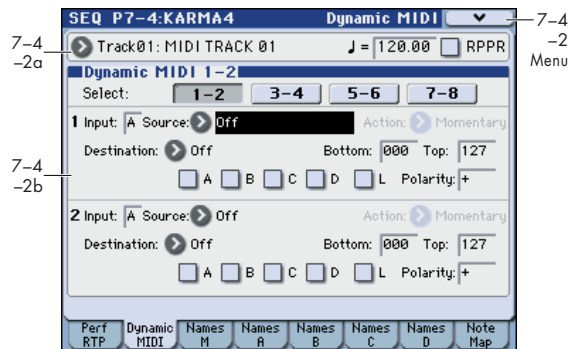 SEQ P7-4:KARMA4 Dynamic MIDI
7-4 -2 Menu
7-4 -2a
Track01: MIDI TRACK 01 ♩= 120.00 RPPR
Dynamic MIDI 1-2
Select: 1-2 3-4 5-6 7-8
1 Input: A Source: Off Action: Momentary
Destination: Off Bottom: 000 Top: 127
7-4 -2b
A B C D L Polarity: +
2 Input: A Source: Off Action: Momentary
Destination: Off Bottom: 000 Top: 127
A B C D L Polarity: +
Perf RTP Dynamic MIDI Names M Names A Names B Names C Names D Note Map